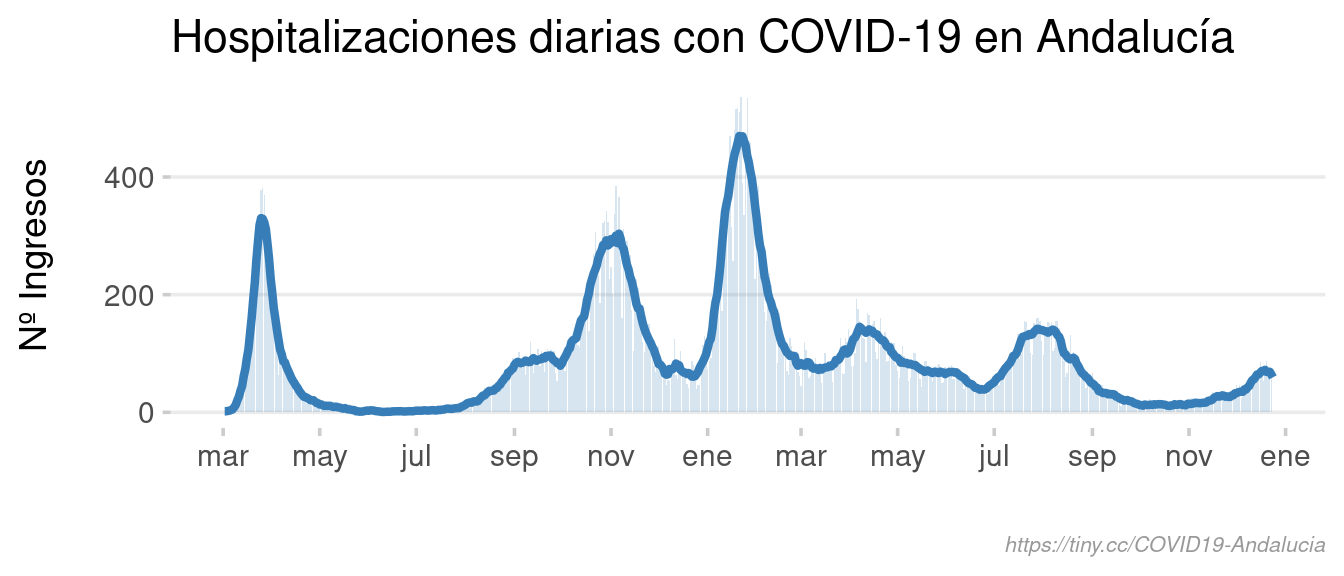 Hospitalizaciones diarias con COVID-19 en Andalucía
Nº Ingresos
400
200
0
mar may jul sep nov ene mar may jul sep nov ene
https://tiny.cc/COVID19-Andalucia